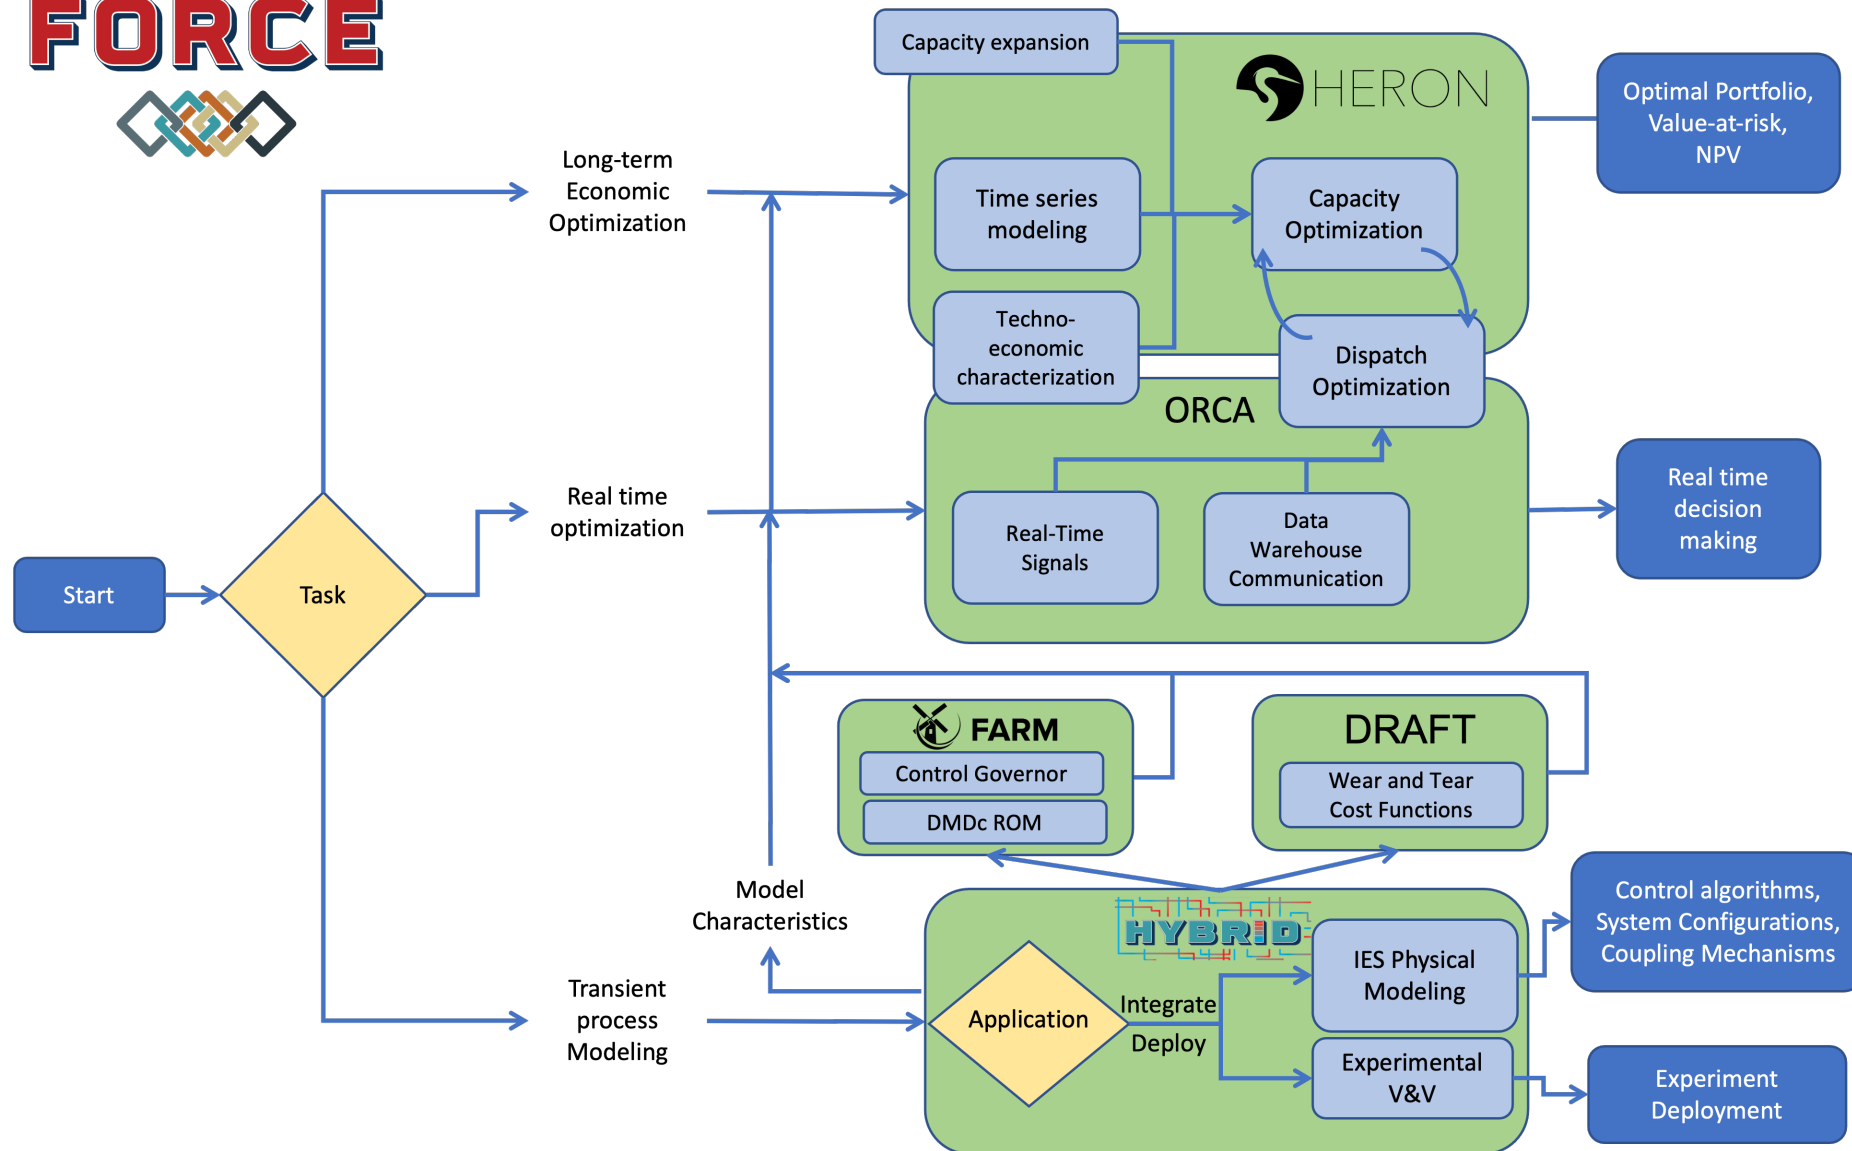 FORCE
Capacity expansion
HERON
Optimal Portfolio,
Value-at-risk,
NPV
Long-term
Economic
Optimization
Time series
modeling
Capacity
Optimization
Techno-
economic
characterization
Dispatch
Optimization
ORCA
Real time
optimization
Real-Time
Signals
Data
Warehouse
Communication
Real time
decision
making
Start
Task
FARM
Control Governor
DMDc ROM
DRAFT
Wear and Tear
Cost Functions
Model
Characteristics
HYBRID
Control algorithms,
System Configurations,
Coupling Mechanisms
IES Physical
Modeling
Transient
process
Modeling
Application
Integrate
Deploy
Experimental
V&V
Experiment
Deployment